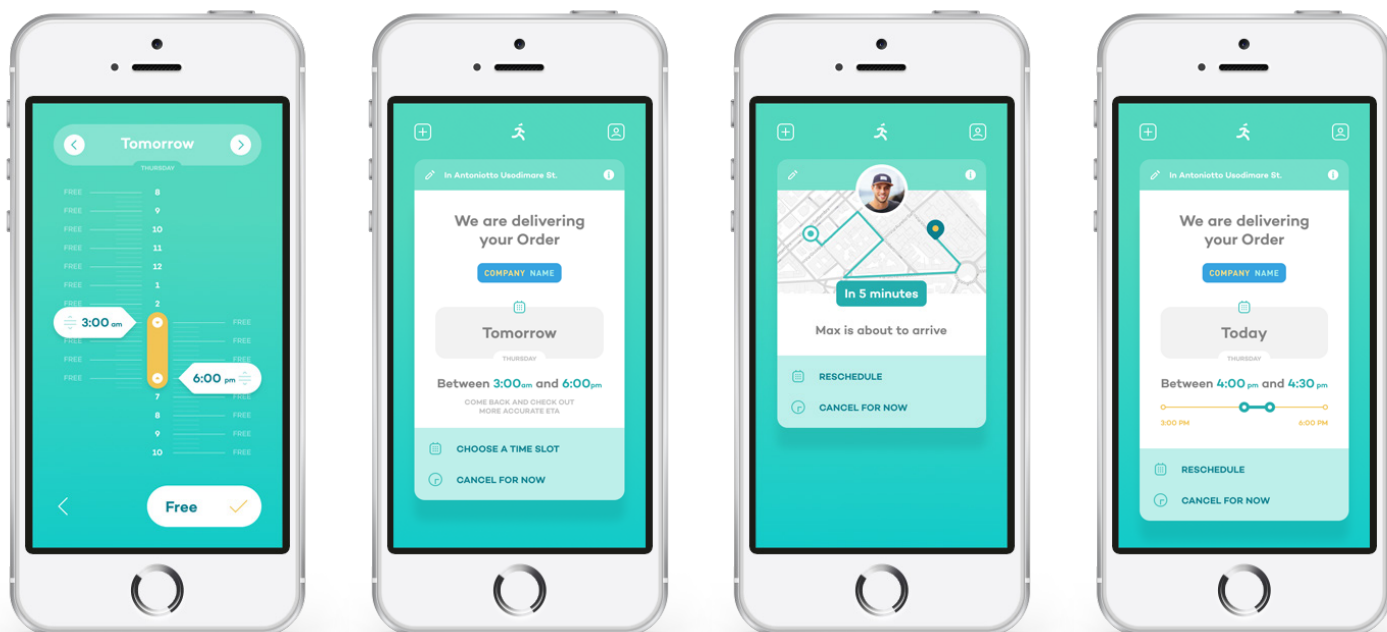 Tomorrow
THURSDAY
FREE 8
FREE 9
FREE 10
FREE 11
FREE 12
FREE 1
FREE 2
3:00 am FREE
FREE FREE
FREE FREE
FREE 6:00 pm
7 FREE
8 FREE
9 FREE
10 FREE
Free
In Antoniotto Usodimare St.
We are delivering
your Order
COMPANY NAME
Tomorrow
THURSDAY
Between 3:00am and 6:00pm
COME BACK AND CHECK OUT
MORE ACCURATE ETA
CHOOSE A TIME SLOT
CANCEL FOR NOW
In 5 minutes
Max is about to arrive
RESCHEDULE
CANCEL FOR NOW
In Antoniotto Usodimare St.
We are delivering
your Order
COMPANY NAME
Today
THURSDAY
Between 4:00 pm and 4:30 pm
3:00 PM 6:00 PM
RESCHEDULE
CANCEL FOR NOW